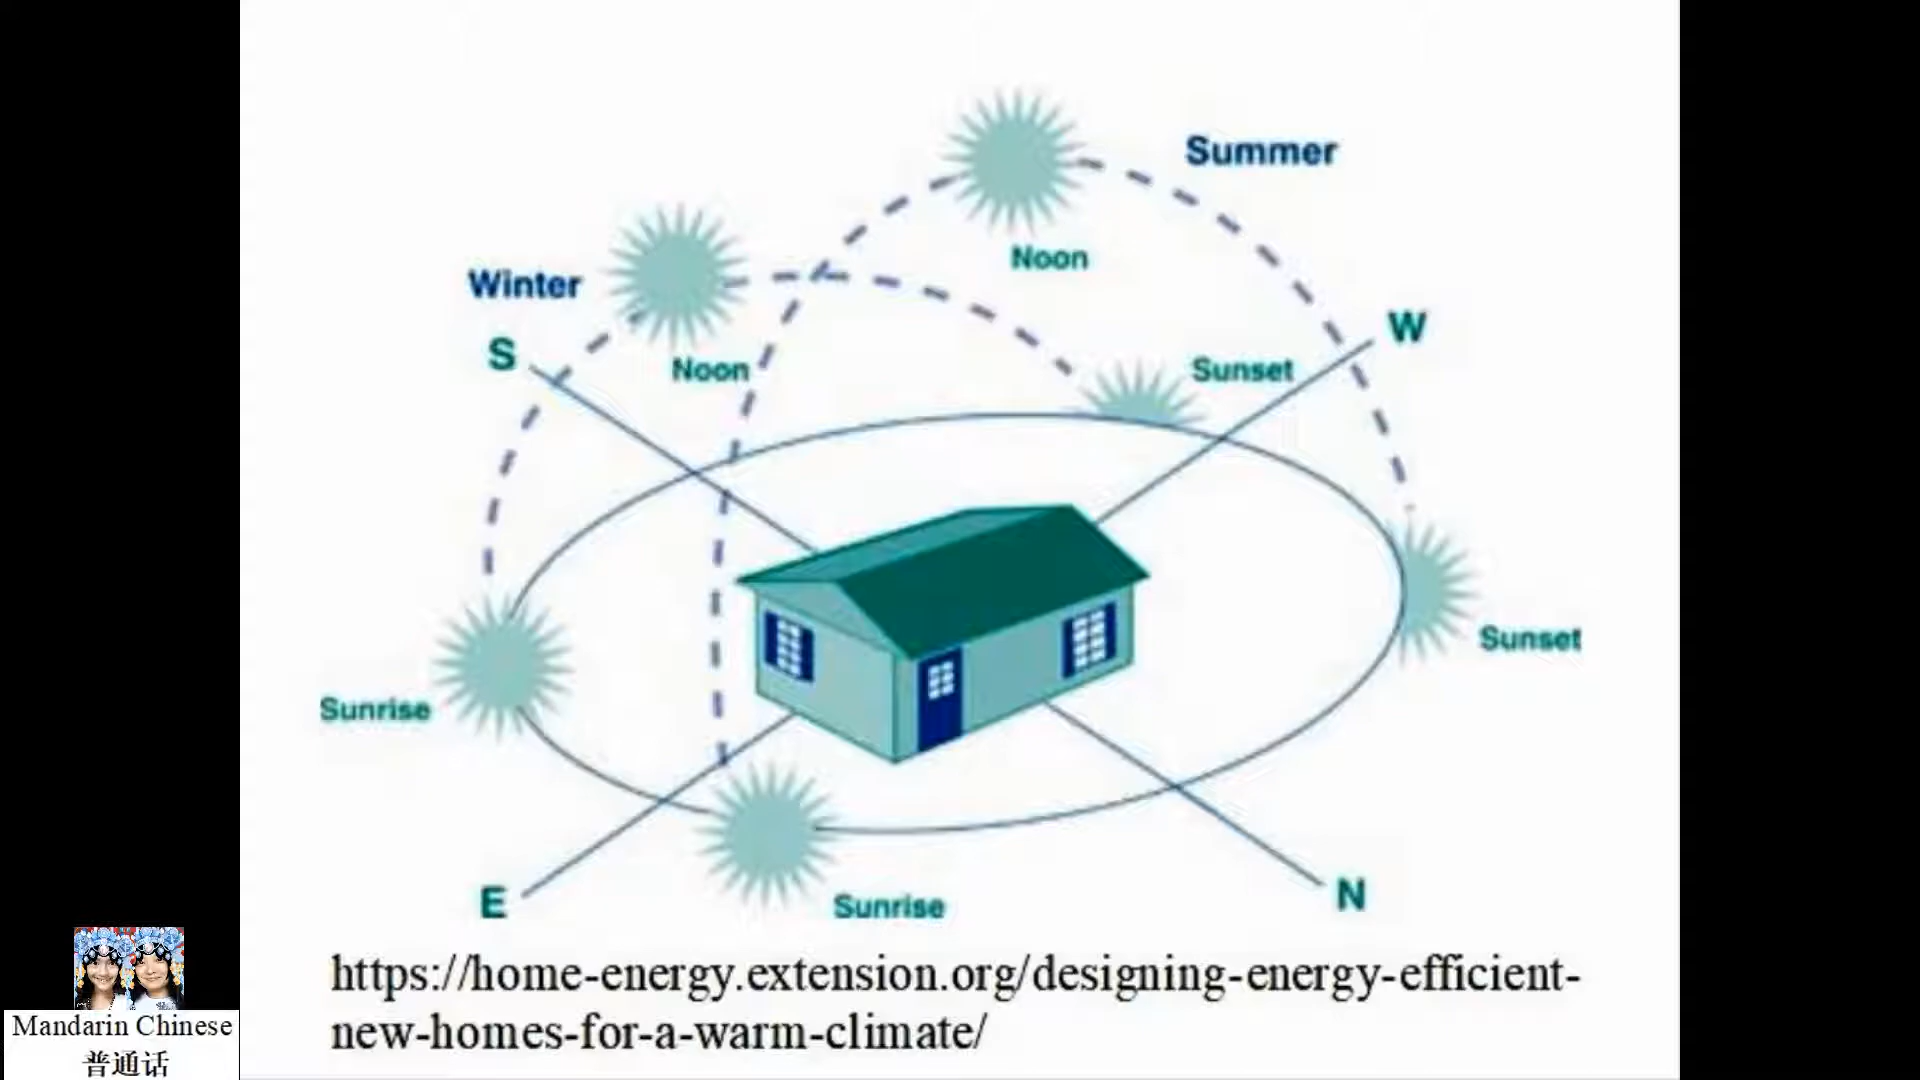 Summer
Noon
Winter
S
Noon
W
Sunset
Sunset
Sunrise
E
Sunrise
N
https://home-energy.extension.org/designing-energy-efficient-
new-homes-for-a-warm-climate/
Mandarin Chinese
普通话